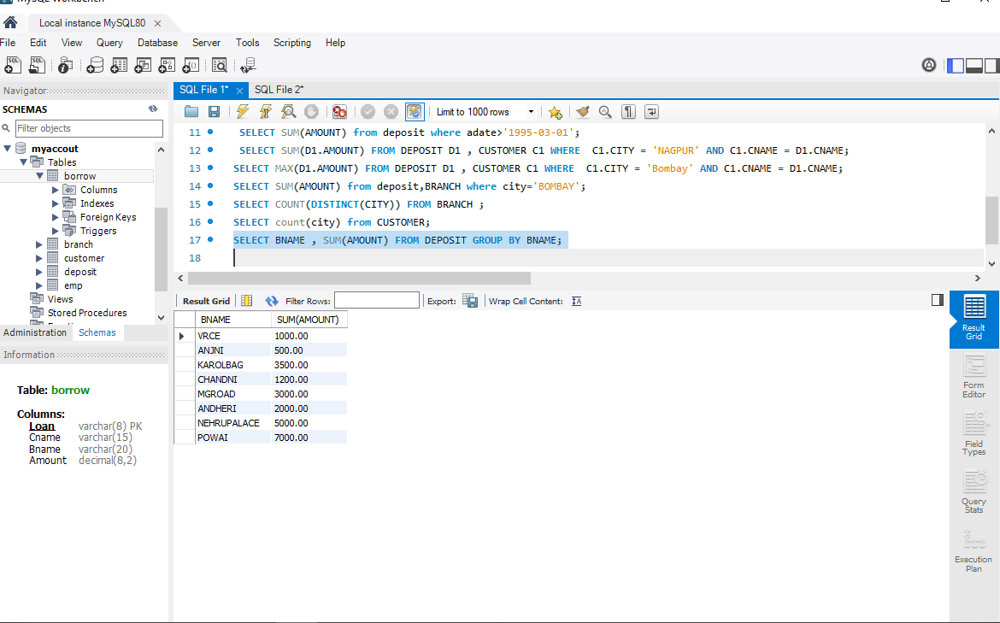 MySQL Workbench
Local instance MySQL80 ×
File Edit View Query Database Server Tools Scripting Help
Navigator
SCHEMAS
Filter objects
myaccout
Tables
borrow
Columns
Indexes
Foreign Keys
Triggers
branch
customer
deposit
emp
Views
Stored Procedures
Administration Schemas
Information
Table: borrow
Columns:
Loan varchar(8) PK
Cname varchar(15)
Bname varchar(20)
Amount decimal(8,2)
SQL File 1* × SQL File 2*
Limit to 1000 rows
11 SELECT SUM(AMOUNT) from deposit where adate>'1995-03-01';
12 SELECT SUM(D1.AMOUNT) FROM DEPOSIT D1 , CUSTOMER C1 WHERE C1.CITY = 'NAGPUR' AND C1.CNAME = D1.CNAME;
13 SELECT MAX(D1.AMOUNT) FROM DEPOSIT D1 , CUSTOMER C1 WHERE C1.CITY = 'Bombay' AND C1.CNAME = D1.CNAME;
14 SELECT SUM(AMOUNT) from deposit,BRANCH where city='BOMBAY';
15 SELECT COUNT(DISTINCT(CITY)) FROM BRANCH ;
16 SELECT count(city) from CUSTOMER;
17 SELECT BNAME , SUM(AMOUNT) FROM DEPOSIT GROUP BY BNAME;
18
Result Grid Filter Rows: Export: Wrap Cell Content:
BNAME SUM(AMOUNT)
VRCE 1000.00
ANJNI 500.00
KAROLBAG 3500.00
CHANDNI 1200.00
MGROAD 3000.00
ANDHERI 2000.00
NEHRUPALACE 5000.00
POWAI 7000.00
Result
Grid
Form
Editor
Field
Types
Query
Stats
Execution
Plan